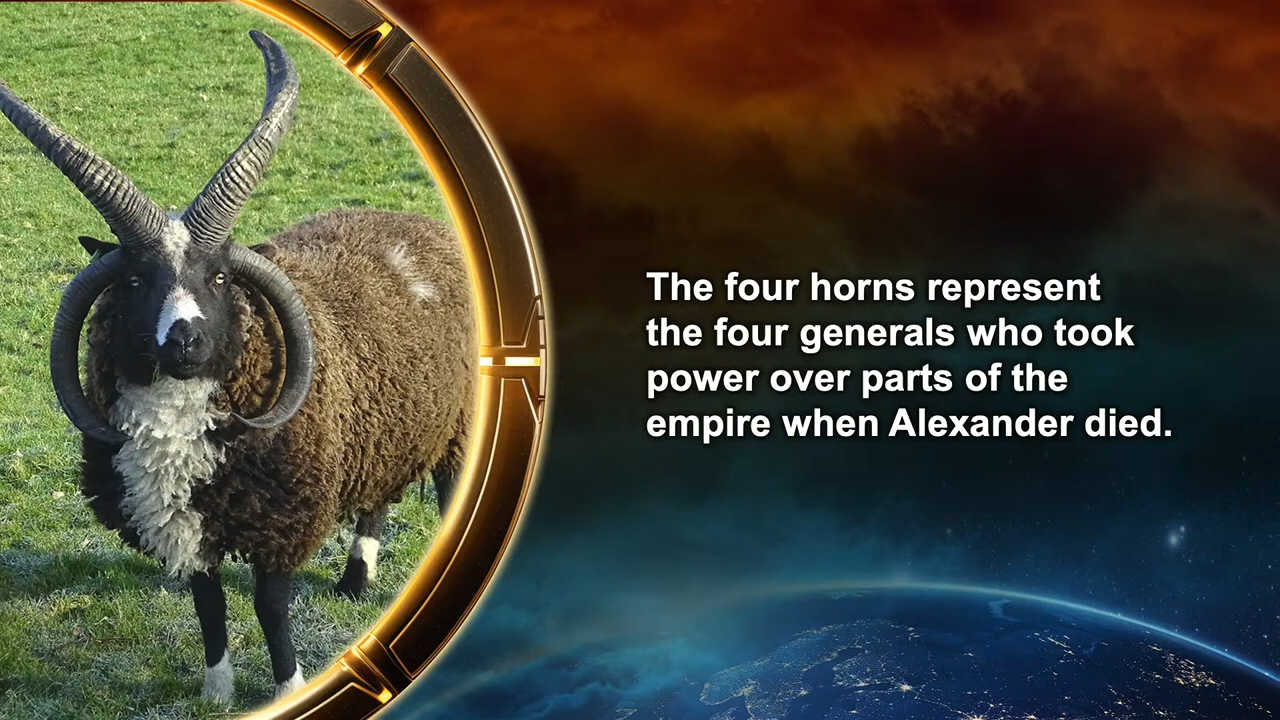 The four horns represent
the four generals who took
power over parts of the
empire when Alexander died.